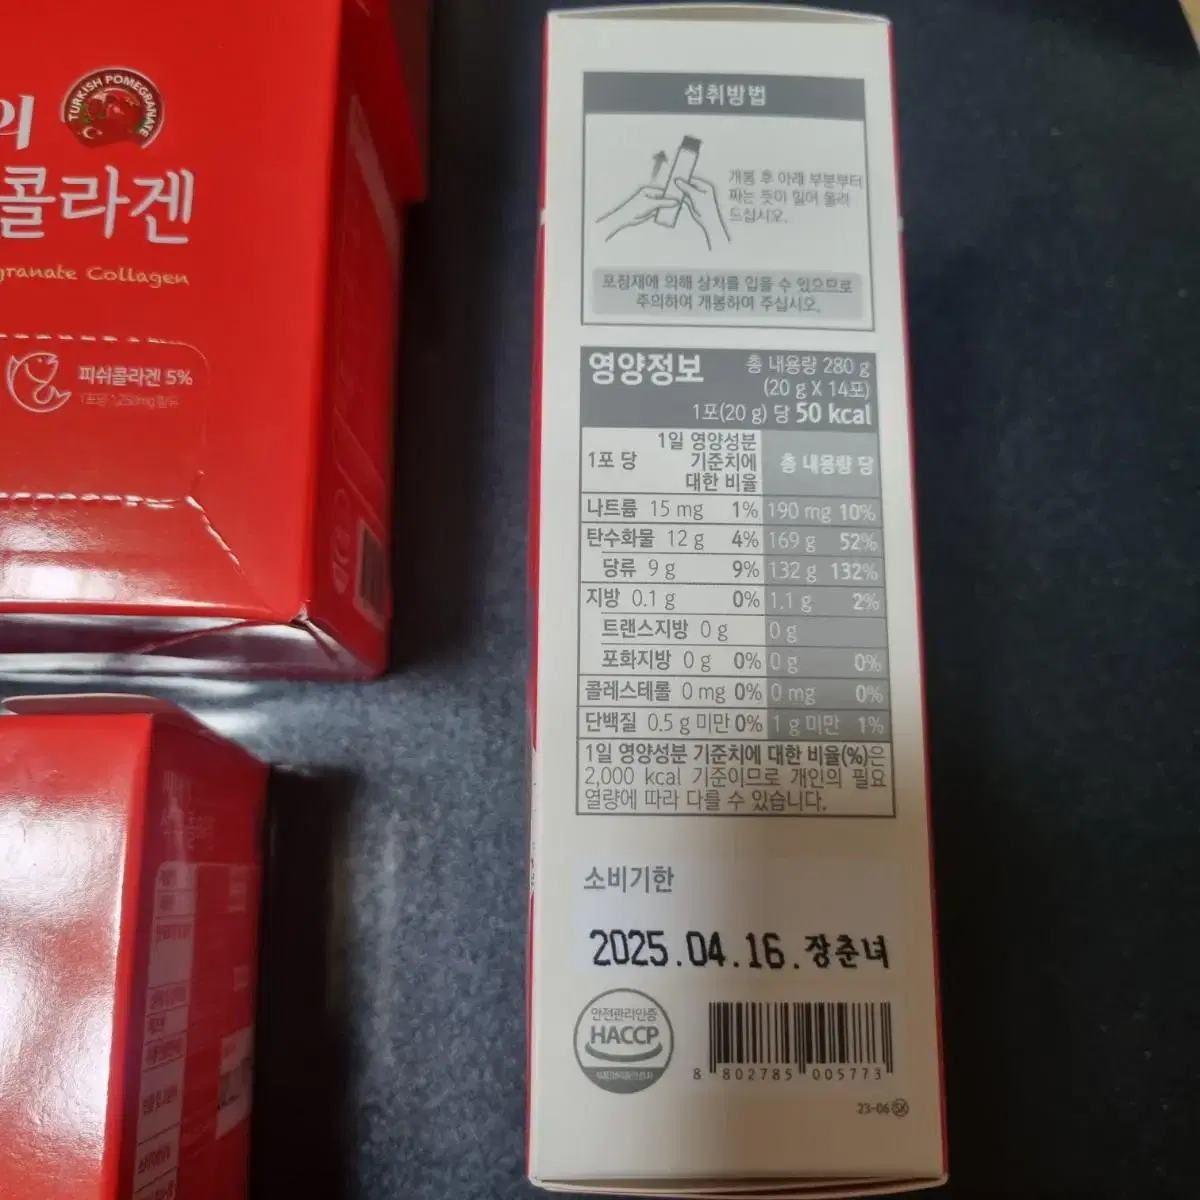 TURKISH POMEGRANATE
의
콜라겐
granate Collagen
피쉬콜라겐 5%
1포당 1,250mg 함유
섭취방법
개봉 후 아래 부분부터
짜는 듯이 밀어 올려
드십시오.
포장재에 의해 상처를 입을 수 있으므로
주의하여 개봉하여 주십시오.
영양정보
총 내용량 280 g
(20 g X 14포)
1포(20 g) 당 50 kcal
1포 당 1일 영양성분 기준치에 대한 비율 총 내용량 당
나트륨 15 mg 1% 190 mg 10%
탄수화물 12 g 4% 169 g 52%
당류 9 g 9% 132 g 132%
지방 0.1 g 0% 1.1 g 2%
트랜스지방 0 g 0 g
포화지방 0 g 0% 0 g 0%
콜레스테롤 0 mg 0% 0 mg 0%
단백질 0.5 g 미만 0% 1 g 미만 1%
1일 영양성분 기준치에 대한 비율(%)은
2,000 kcal 기준이므로 개인의 필요
열량에 따라 다를 수 있습니다.
소비기한
2025.04.16.장춘녀
안전관리인증
HACCP
8 802785 005773
23-06 SK